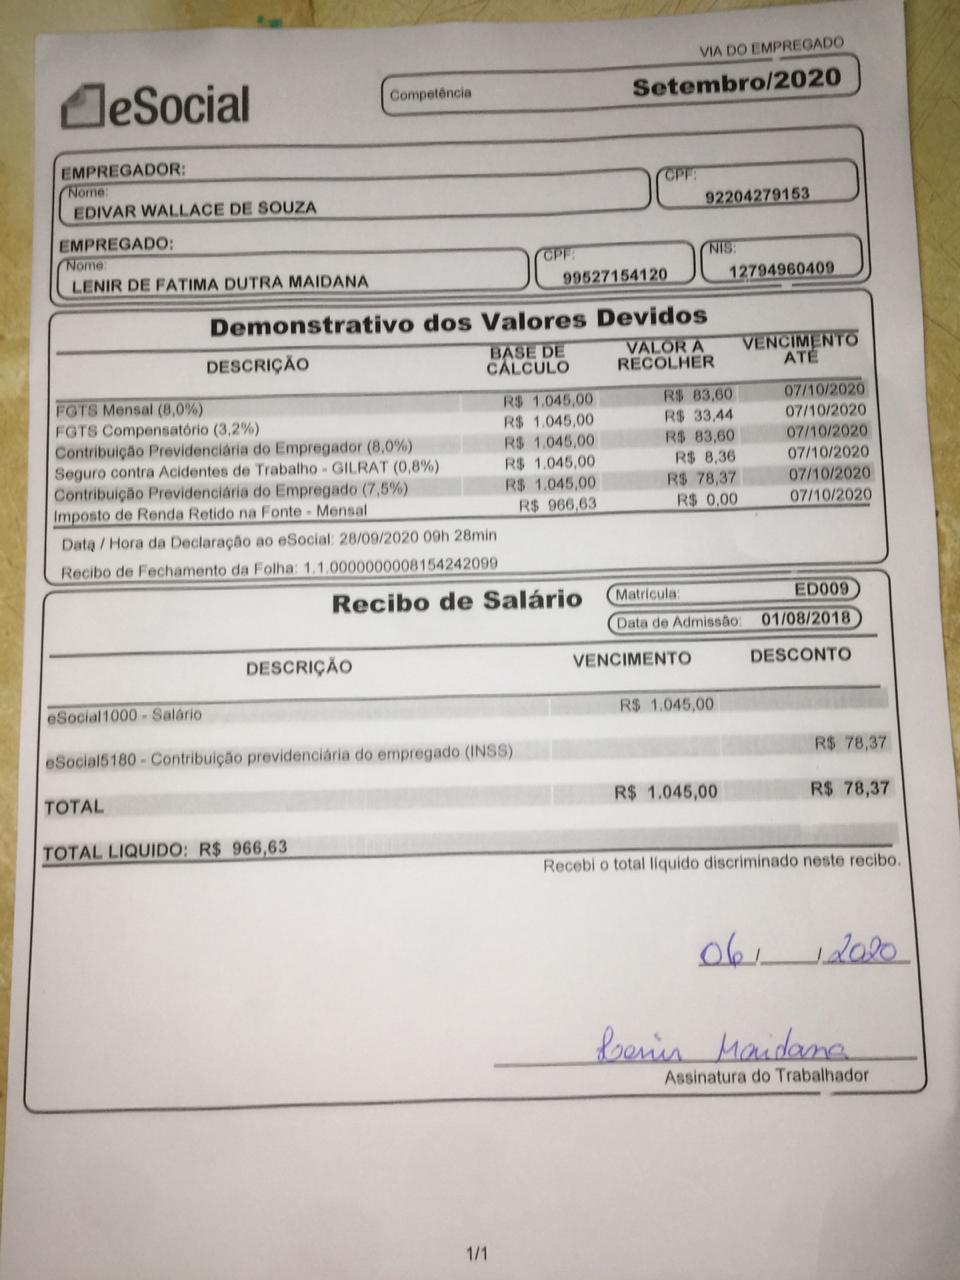 VIA DO EMPREGADO
eSocial
Competência Setembro/2020
EMPREGADOR:
Nome: CPF:
EDIVAR WALLACE DE SOUZA 92204279153
EMPREGADO:
Nome: CPF: NIS:
LENIR DE FATIMA DUTRA MAIDANA 99527154120 12794960409
Demonstrativo dos Valores Devidos
DESCRIÇÃO BASE DE CÁLCULO VALOR A RECOLHER VENCIMENTO ATÉ
FGTS Mensal (8,0%) R$ 1.045,00 R$ 83,60 07/10/2020
FGTS Compensatório (3,2%) R$ 1.045,00 R$ 33,44 07/10/2020
Contribuição Previdenciária do Empregador (8,0%) R$ 1.045,00 R$ 83,60 07/10/2020
Seguro contra Acidentes de Trabalho - GILRAT (0,8%) R$ 1.045,00 R$ 8,36 07/10/2020
Contribuição Previdenciária do Empregado (7,5%) R$ 1.045,00 R$ 78,37 07/10/2020
Imposto de Renda Retido na Fonte - Mensal R$ 966,63 R$ 0,00 07/10/2020
Data / Hora da Declaração ao eSocial: 28/09/2020 09h 28min
Recibo de Fechamento da Folha: 1.1.0000000008154242099
Recibo de Salário
Matrícula: ED009
Data de Admissão: 01/08/2018
DESCRIÇÃO VENCIMENTO DESCONTO
eSocial1000 - Salário R$ 1.045,00
eSocial5180 - Contribuição previdenciária do empregado (INSS) R$ 78,37
TOTAL R$ 1.045,00 R$ 78,37
TOTAL LIQUIDO: R$ 966,63
Recebi o total líquido discriminado neste recibo.
06 / / 2020
Lenir Maidana
Assinatura do Trabalhador
1/1